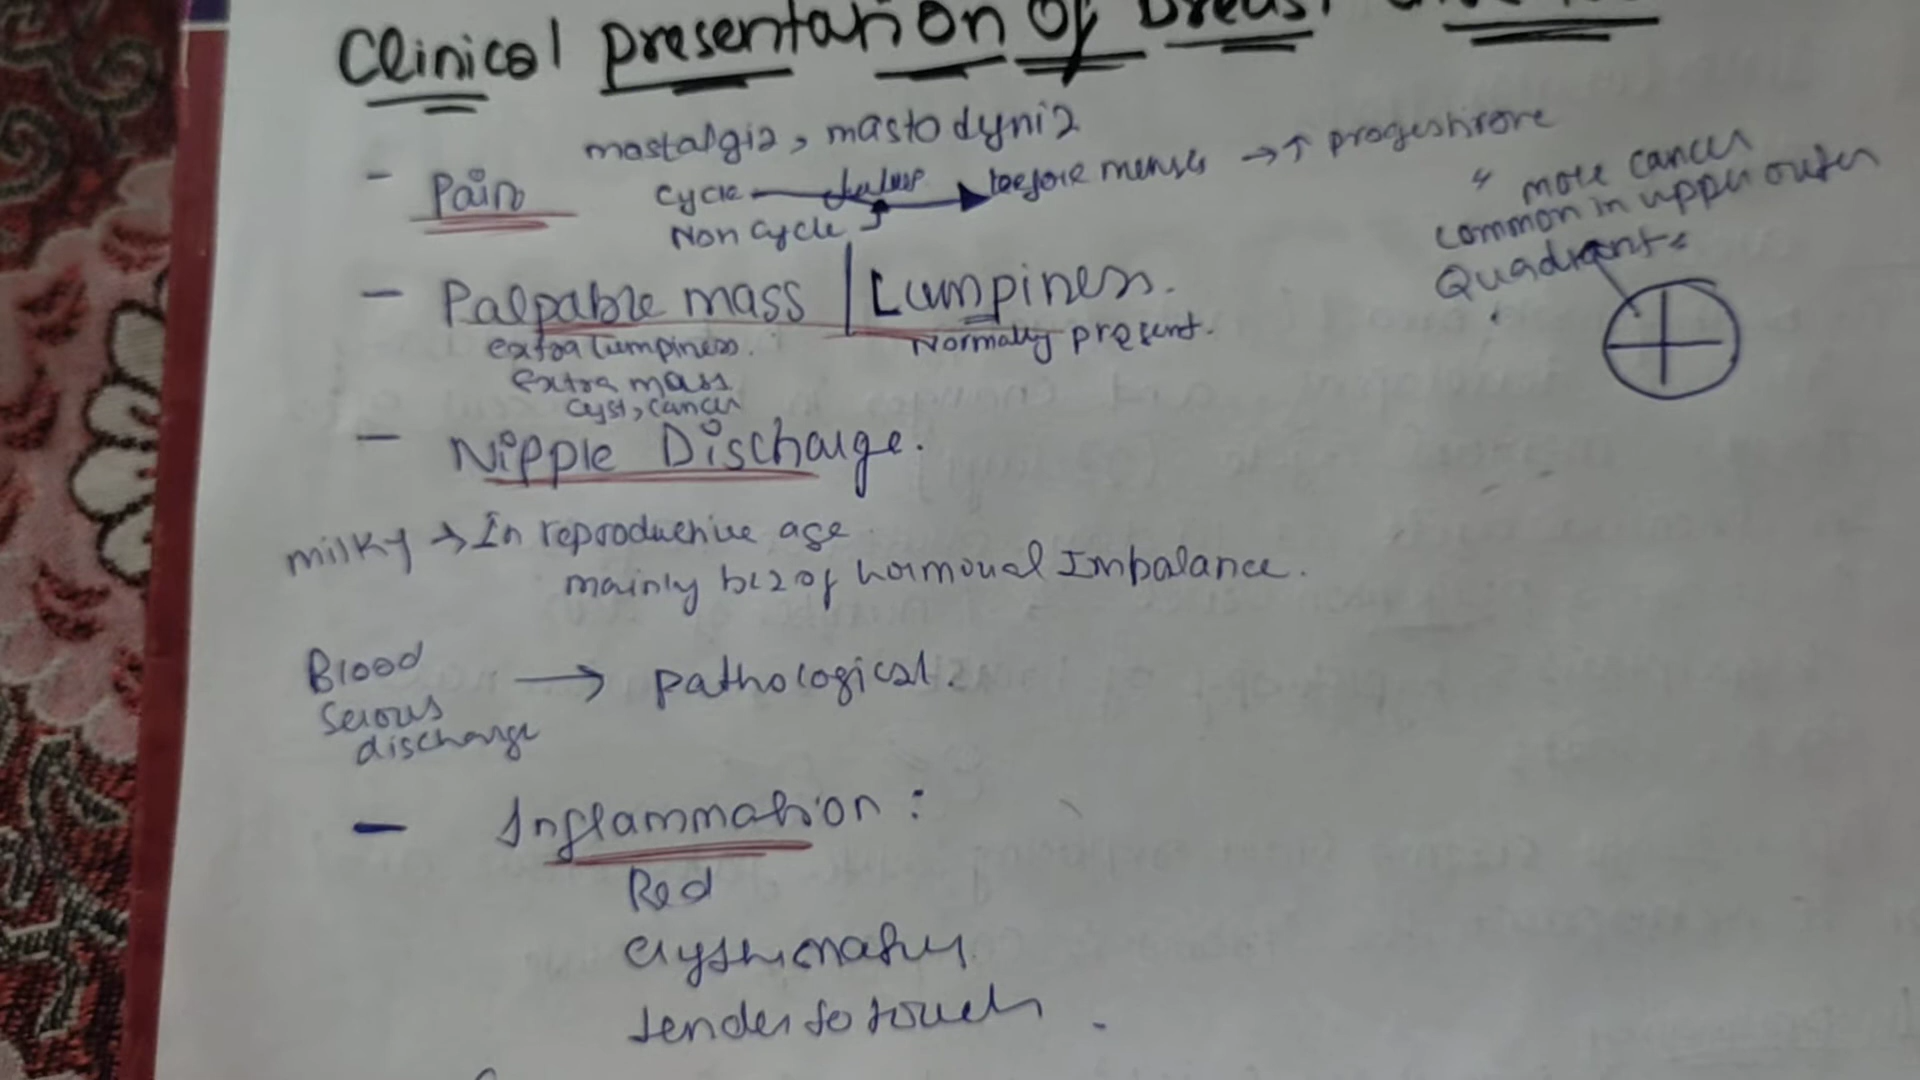 Clinical presentation of Breast
mastalgia, mastodynia
- Pain
Cycle before menses → ↑ progesterone
Non Cycle
" more cancer
common in upper outer
Quadrants
- Palpable mass | Lumpiness.
extra lumpiness. Normally present.
extra mass
cyst, cancer
- Nipple Discharge.
milky → In reproductive age
mainly bcz of hormonal Imbalance.
Blood
serous → pathological.
discharge
- Inflammation :
Red
tender to touch.